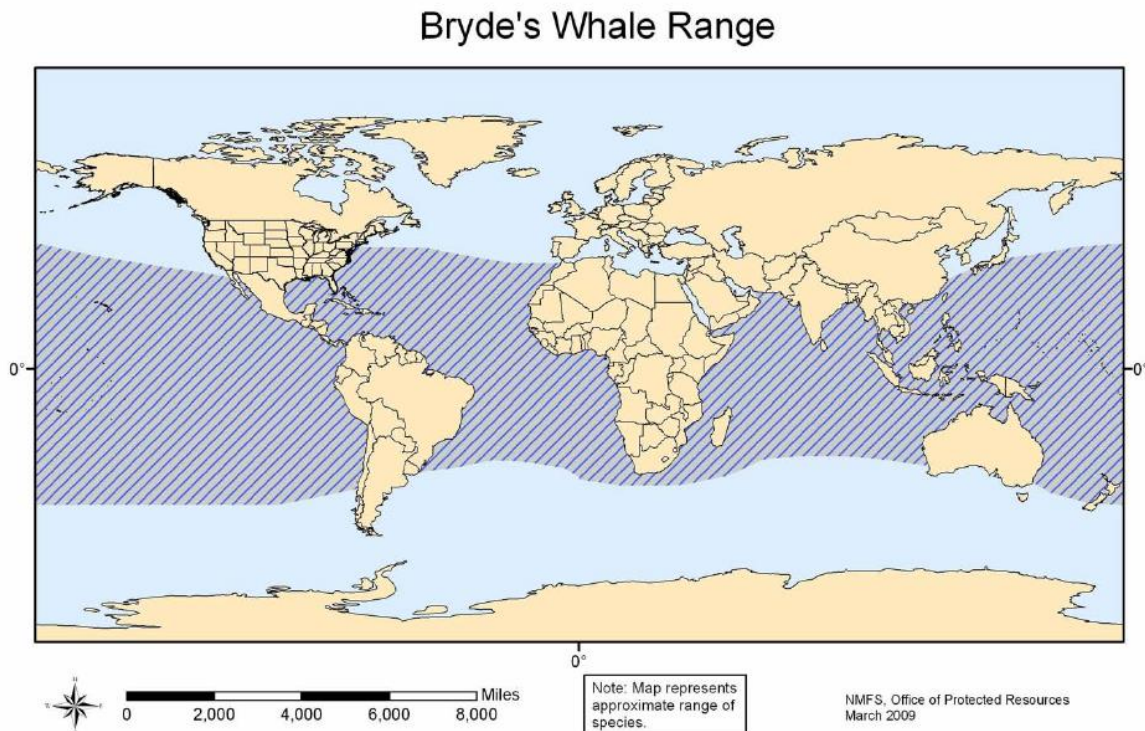 Bryde's Whale Range
0°
0°
0°
N
Miles
0 2,000 4,000 6,000 8,000
Note: Map represents
approximate range of
species.
NMFS, Office of Protected Resources
March 2009